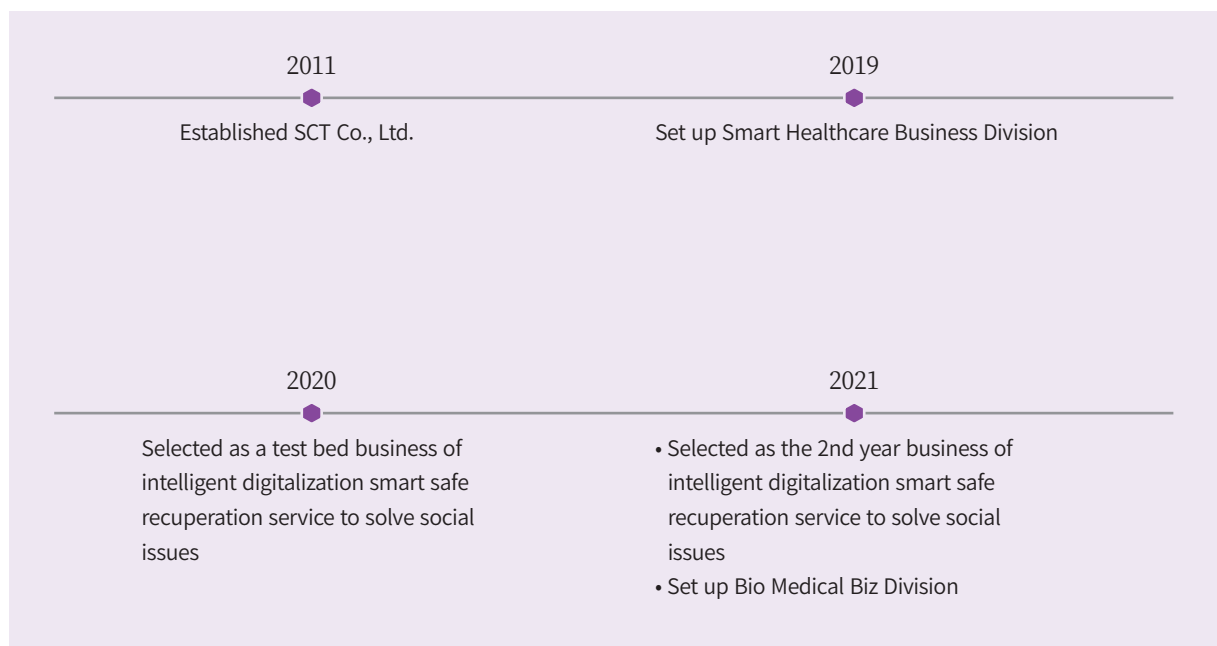 2011
Established SCT Co., Ltd.
2019
Set up Smart Healthcare Business Division
2020
Selected as a test bed business of
intelligent digitalization smart safe
recuperation service to solve social
issues
2021
• Selected as the 2nd year business of
intelligent digitalization smart safe
recuperation service to solve social
issues
• Set up Bio Medical Biz Division